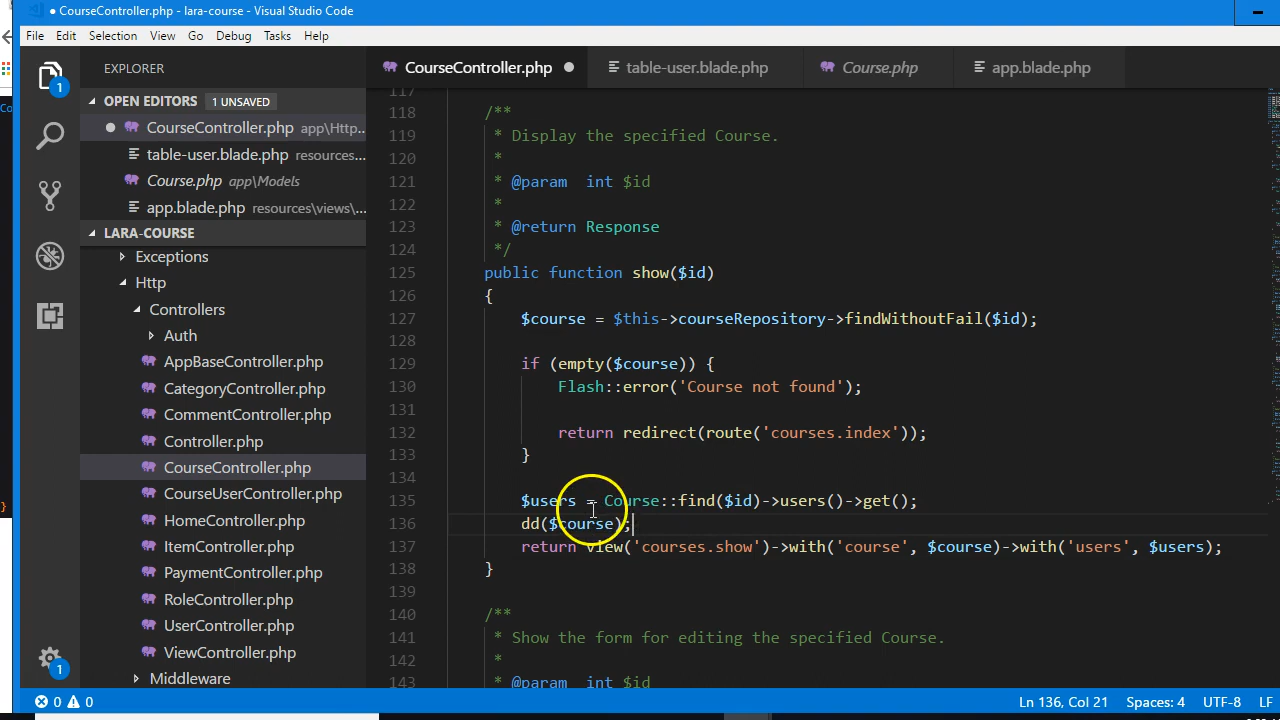 CourseController.php - lara-course - Visual Studio Code
File Edit Selection View Go Debug Tasks Help
EXPLORER
CourseController.php table-user.blade.php Course.php app.blade.php
OPEN EDITORS 1 UNSAVED
CourseController.php app\Http...
table-user.blade.php resources...
Course.php app\Models
app.blade.php resources\views\...
LARA-COURSE
Exceptions
Http
Controllers
Auth
AppBaseController.php
CategoryController.php
CommentController.php
Controller.php
CourseController.php
CourseUserController.php
HomeController.php
ItemController.php
PaymentController.php
RoleController.php
UserController.php
ViewController.php
Middleware
1
1
117
118 /**
119 * Display the specified Course.
120 *
121 * @param  int $id
122 *
123 * @return Response
124 */
125 public function show($id)
126 {
127 $course = $this->courseRepository->findWithoutFail($id);
128
129 if (empty($course)) {
130 Flash::error('Course not found');
131
132 return redirect(route('courses.index'));
133 }
134
135 $users = Course::find($id)->users()->get();
136 dd($course);
137 return view('courses.show')->with('course', $course)->with('users', $users);
138 }
139
140 /**
141 * Show the form for editing the specified Course.
142 *
143 * @param  int $id
0 0 Ln 136, Col 21 Spaces: 4 UTF-8 LF